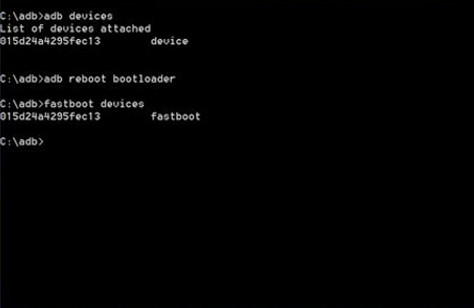 C:\adb>adb devices
List of devices attached
015d24a4295fec13 device
C:\adb>adb reboot bootloader
C:\adb>fastboot devices
015d24a4295fec13 fastboot
C:\adb>